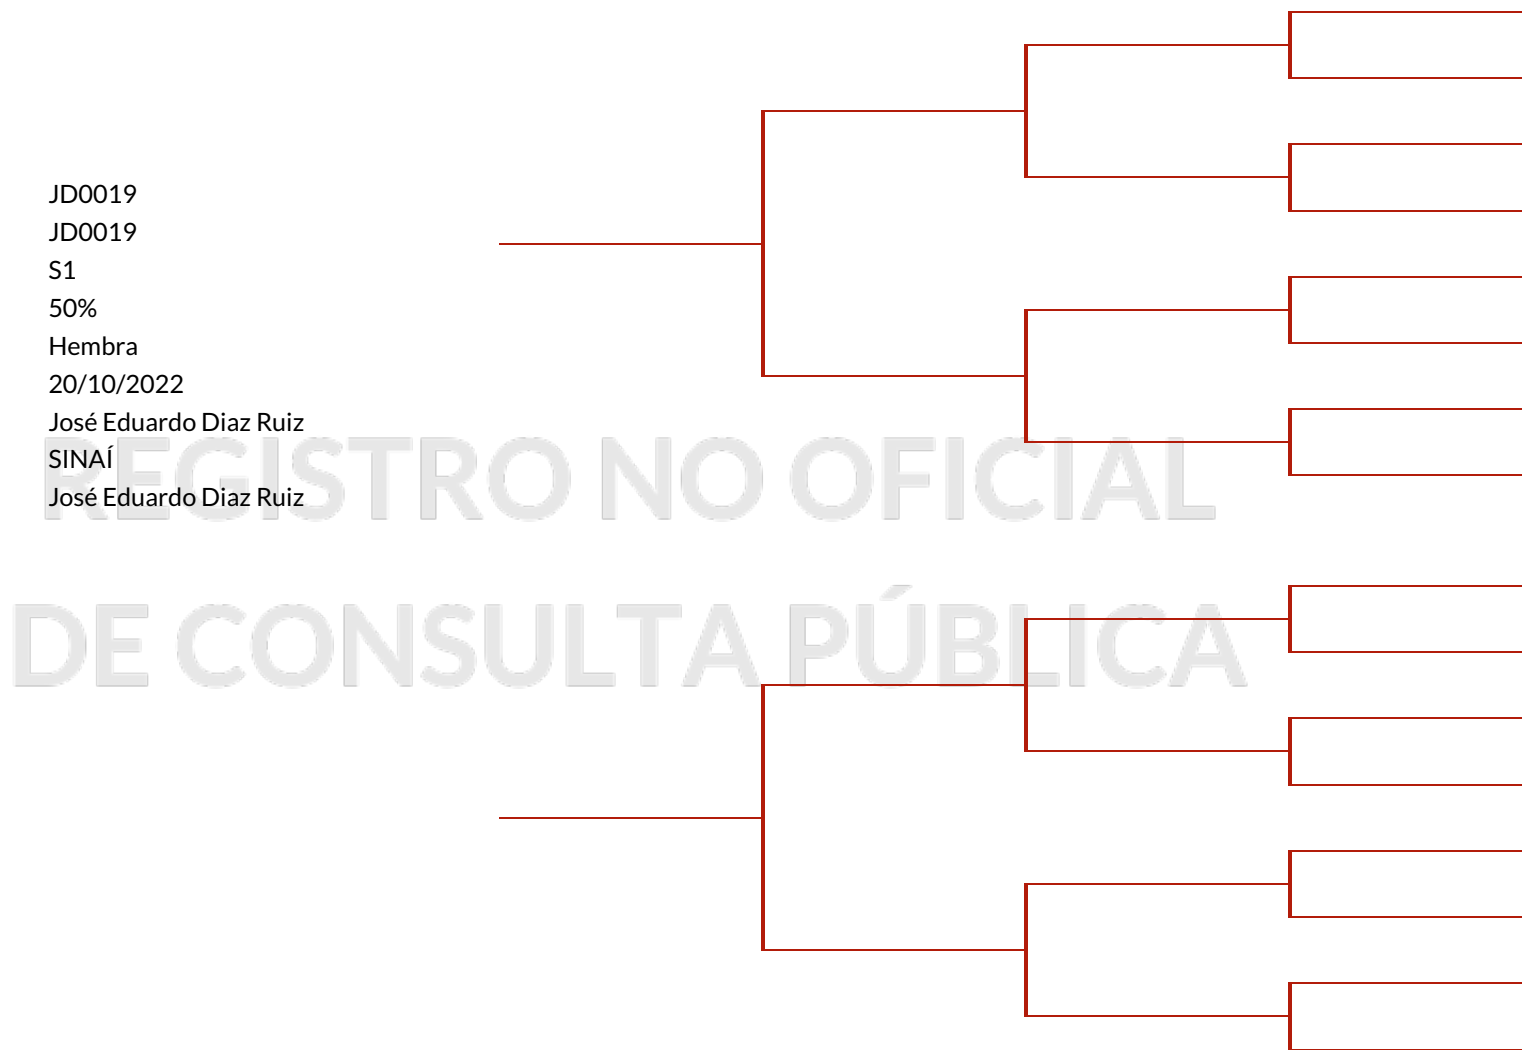 JD0019
JD0019
S1
50%
Hembra
20/10/2022
José Eduardo Diaz Ruiz
SINAÍ
José Eduardo Diaz Ruiz
REGISTRO NO OFICIAL
DE CONSULTA PÚBLICA